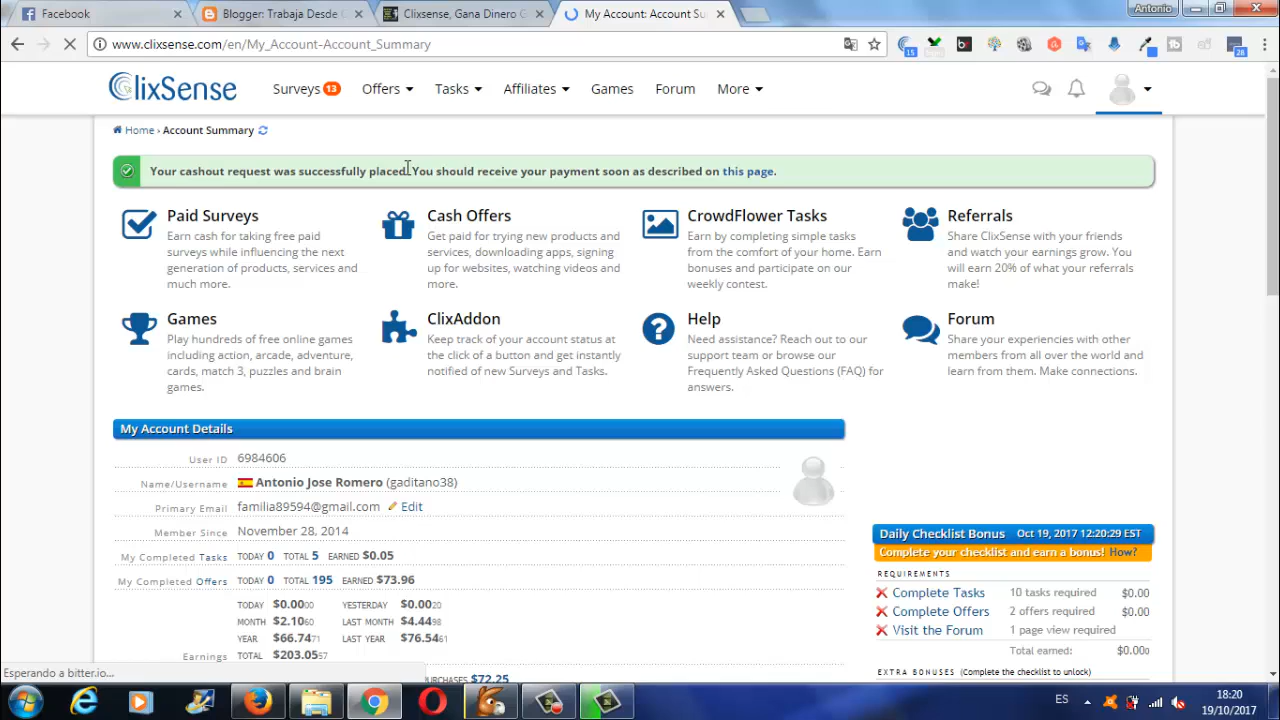 Facebook
Blogger: Trabaja Desde
Clixsense, Gana Dinero
My Account: Account Su
Antonio
www.clixsense.com/en/My_Account-Account_Summary
15
28
ClixSense
Surveys 13
Offers
Tasks
Affiliates
Games
Forum
More
Home › Account Summary
Your cashout request was successfully placed. You should receive your payment soon as described on this page.
Paid Surveys
Earn cash for taking free paid
surveys while influencing the next
generation of products, services and
much more.
Cash Offers
Get paid for trying new products and
services, downloading apps, signing
up for websites, watching videos and
more.
CrowdFlower Tasks
Earn by completing simple tasks
from the comfort of your home. Earn
bonuses and participate on our
weekly contest.
Referrals
Share ClixSense with your friends
and watch your earnings grow. You
will earn 20% of what your referrals
make!
Games
Play hundreds of free online games
including action, arcade, adventure,
cards, match 3, puzzles and brain
games.
ClixAddon
Keep track of your account status at
the click of a button and get instantly
notified of new Surveys and Tasks.
Help
Need assistance? Reach out to our
support team or browse our
Frequently Asked Questions (FAQ) for
answers.
Forum
Share your experiences with other
members from all over the world and
learn from them. Make connections.
My Account Details
User ID 6984606
Name/Username Antonio Jose Romero (gaditano38)
Primary Email familia89594@gmail.com Edit
Member Since November 28, 2014
My Completed Tasks TODAY 0 TOTAL 5 EARNED $0.05
My Completed Offers TODAY 0 TOTAL 195 EARNED $73.96
TODAY $0.0000 YESTERDAY $0.0020
MONTH $2.1060 LAST MONTH $4.4498
YEAR $66.7471 LAST YEAR $76.5461
Earnings TOTAL $203.0557
PURCHASES $72.25
Daily Checklist Bonus Oct 19, 2017 12:20:29 EST
Complete your checklist and earn a bonus! How?
REQUIREMENTS
Complete Tasks 10 tasks required $0.00
Complete Offers 2 offers required $0.00
Visit the Forum 1 page view required
Total earned: $0.000
EXTRA BONUSES (Complete the checklist to unlock)
Esperando a bitter.io...
ES
18:20
19/10/2017